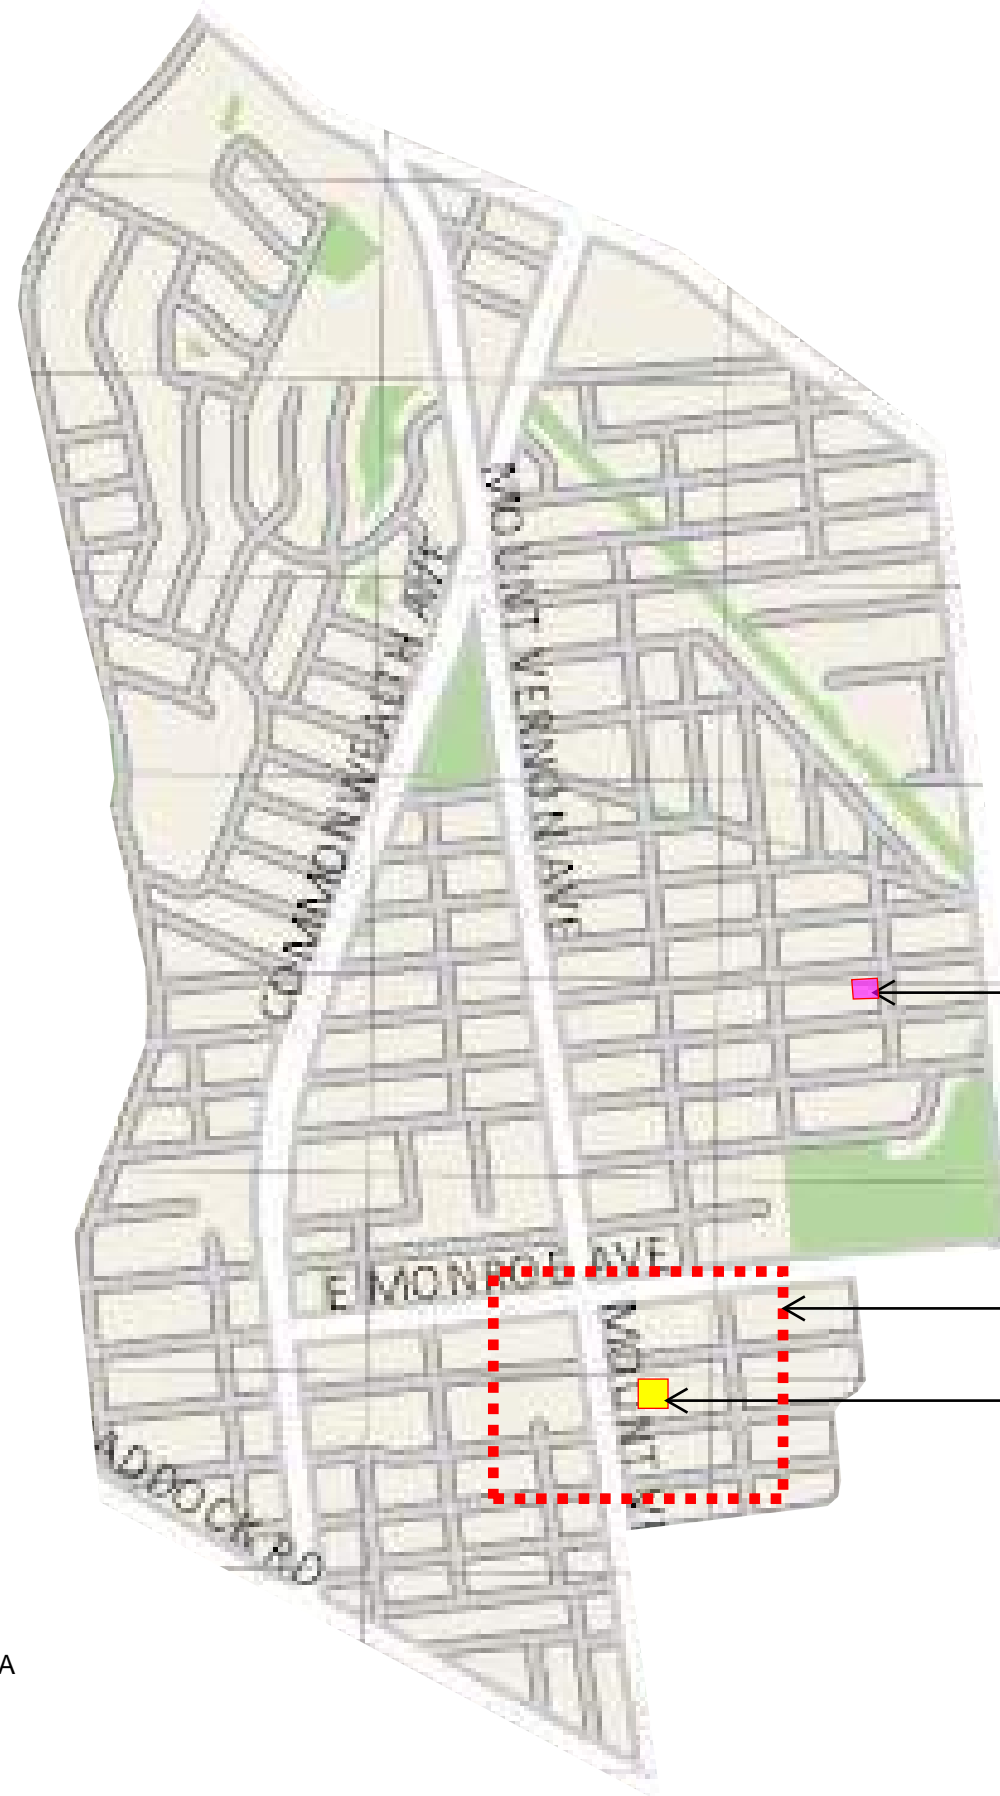 MOUNT VERNON AVE
COMMONWEALTH AVE
E MONROE AVE
MOUNT V
ADDOCK RD
A